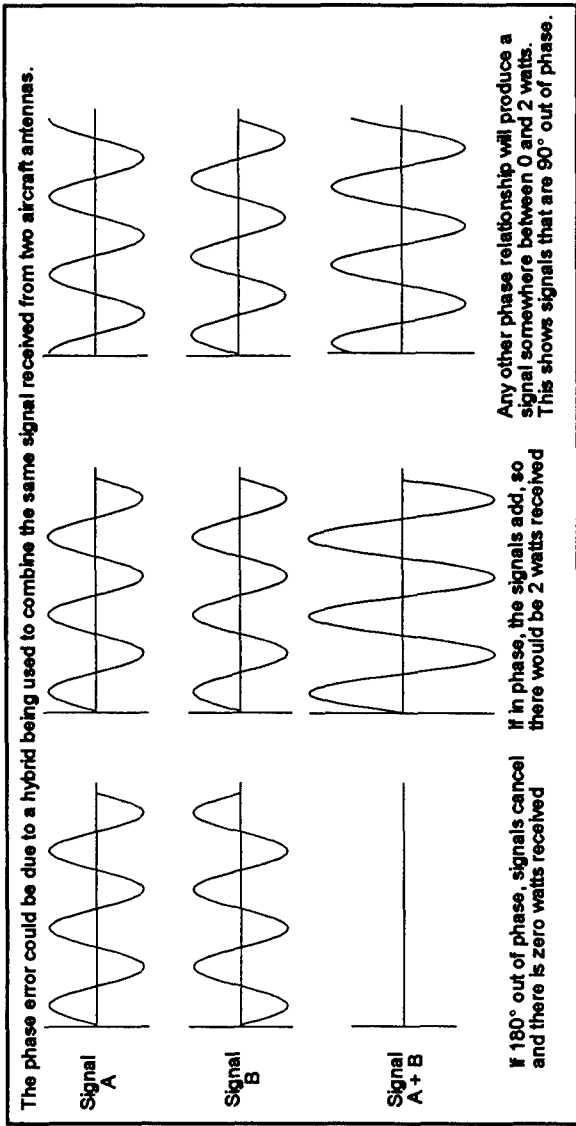 The phase error could be due to a hybrid being used to combine the same signal received from two aircraft antennas.
Signal
A
Signal
B
Signal
A + B
If 180° out of phase, signals cancel
and there is zero watts received
If in phase, the signals add, so
there would be 2 watts received
Any other phase relationship will produce a
signal somewhere between 0 and 2 watts.
This shows signals that are 90° out of phase.